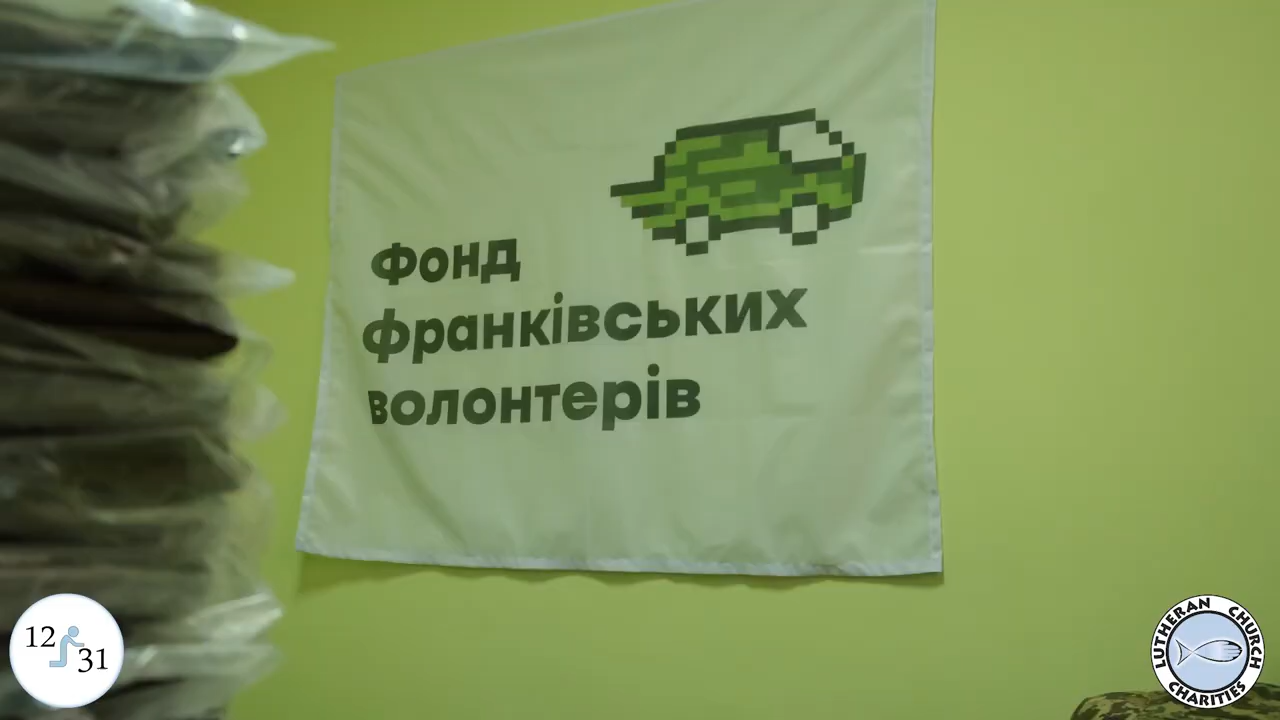 Фонд
франківських
волонтерів
12
31
LUTHERAN CHURCH
CHARITIES